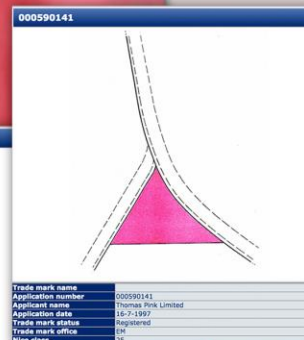 000590141
Trade mark name
Application number 000590141
Applicant name Thomas Pink Limited
Application date 16-7-1997
Trade mark status Registered
Trade mark office EM
Nice class 25